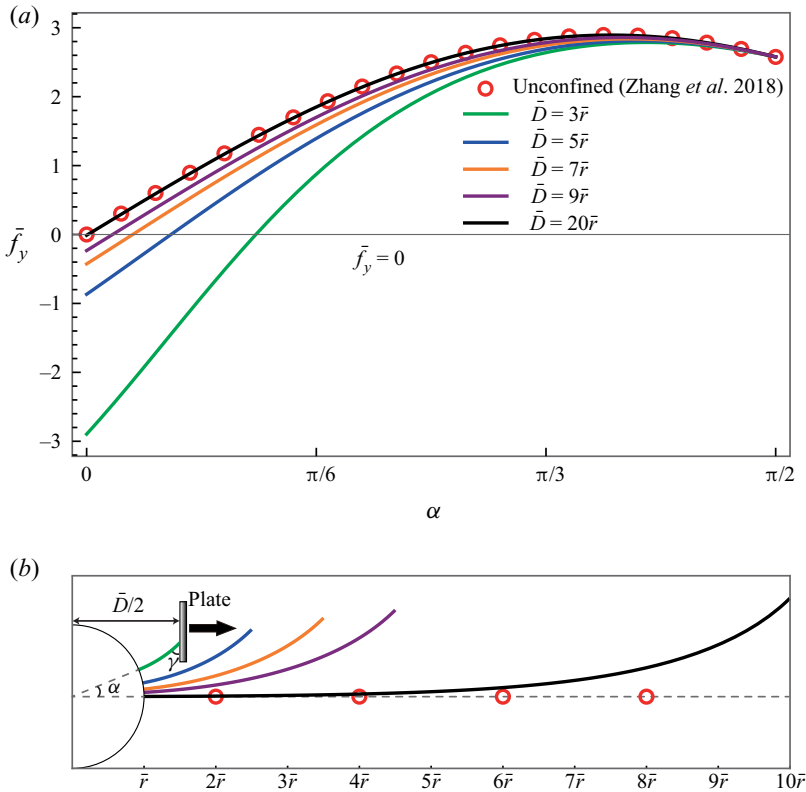 (a)
3
2
1
0
–1
–2
–3
f̄y
Unconfined (Zhang et al. 2018)
D̄ = 3r̄
D̄ = 5r̄
D̄ = 7r̄
D̄ = 9r̄
D̄ = 20r̄
f̄y = 0
0 π/6 π/3 π/2
α
(b)
D̄/2 Plate
γ
α
r̄ 2r̄ 3r̄ 4r̄ 5r̄ 6r̄ 7r̄ 8r̄ 9r̄ 10r̄